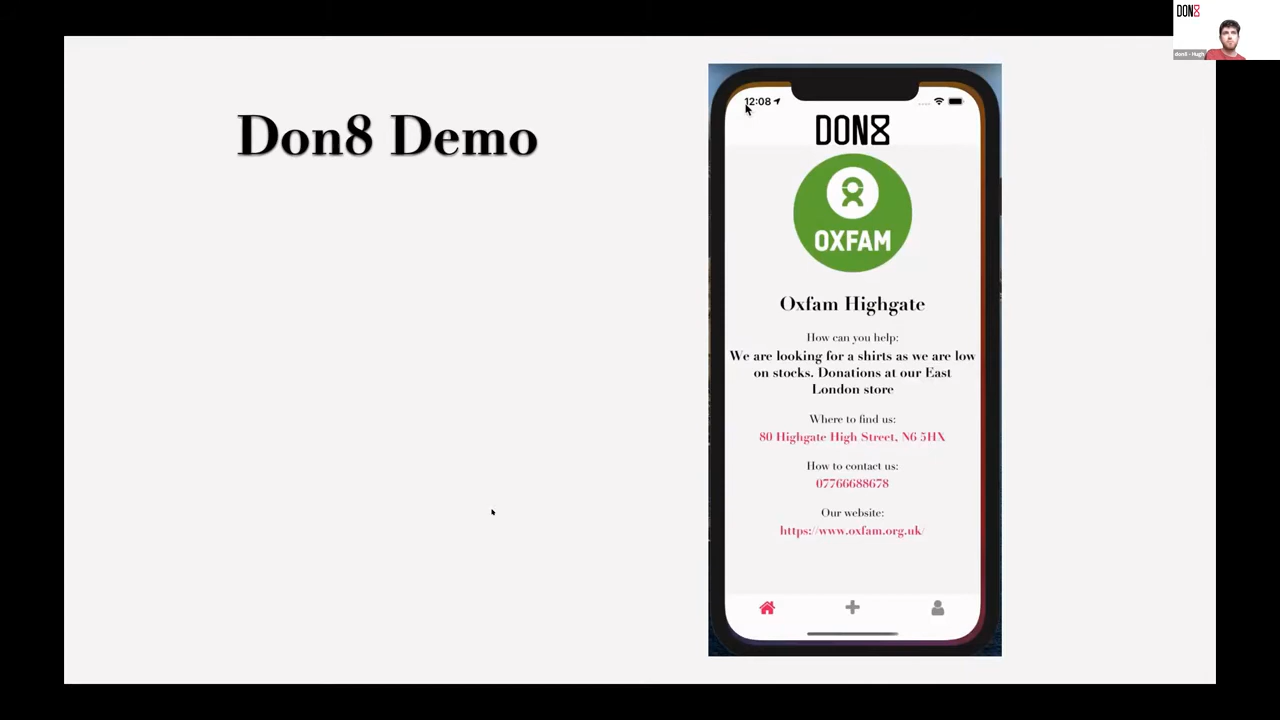 DON8
don8 - Hugh
Don8 Demo
12:08
DON8
OXFAM
Oxfam Highgate
How can you help:
We are looking for a shirts as we are low
on stocks. Donations at our East
London store
Where to find us:
80 Highgate High Street, N6 5HX
How to contact us:
07766688678
Our website:
https://www.oxfam.org.uk/